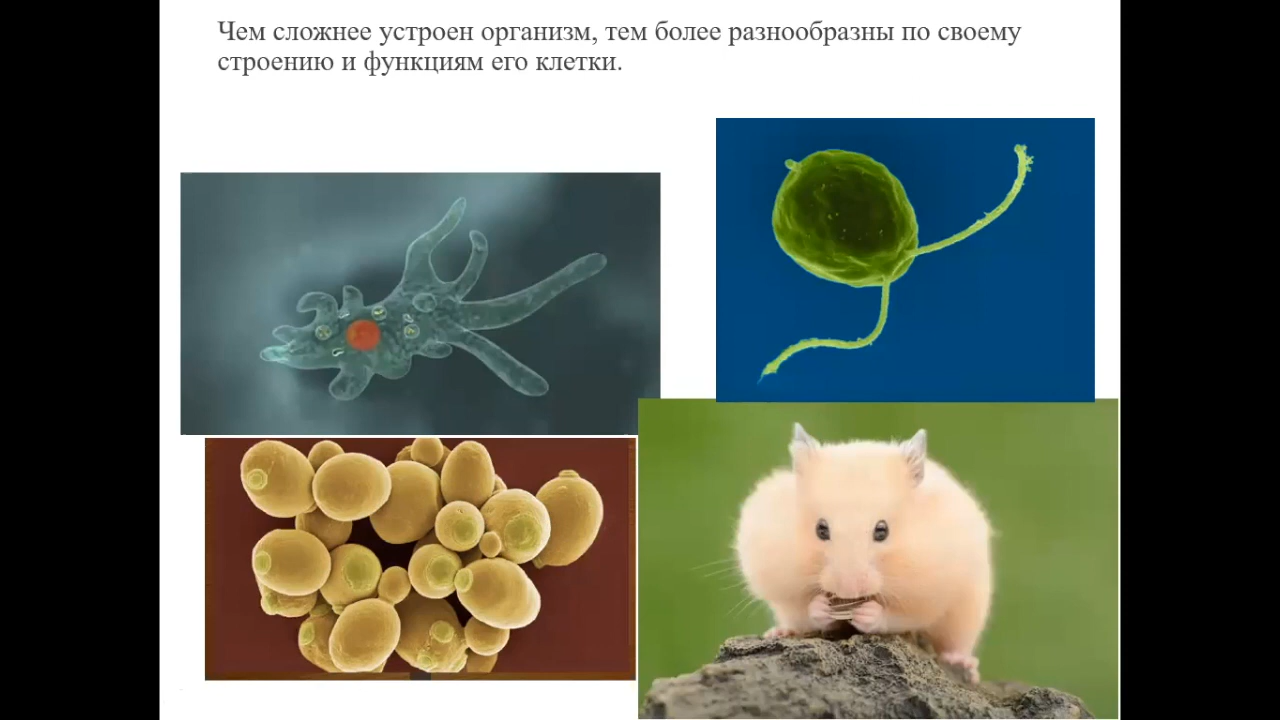 Чем сложнее устроен организм, тем более разнообразны по своему
строению и функциям его клетки.